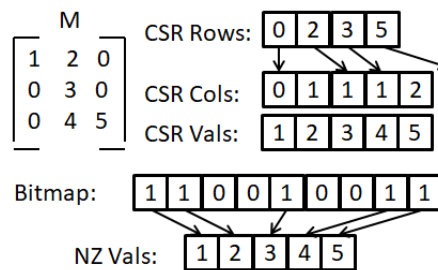 M
1 2 0
0 3 0
0 4 5
CSR Rows: 0 2 3 5
CSR Cols: 0 1 1 1 2
CSR Vals: 1 2 3 4 5
Bitmap: 1 1 0 0 1 0 0 1 1
NZ Vals: 1 2 3 4 5